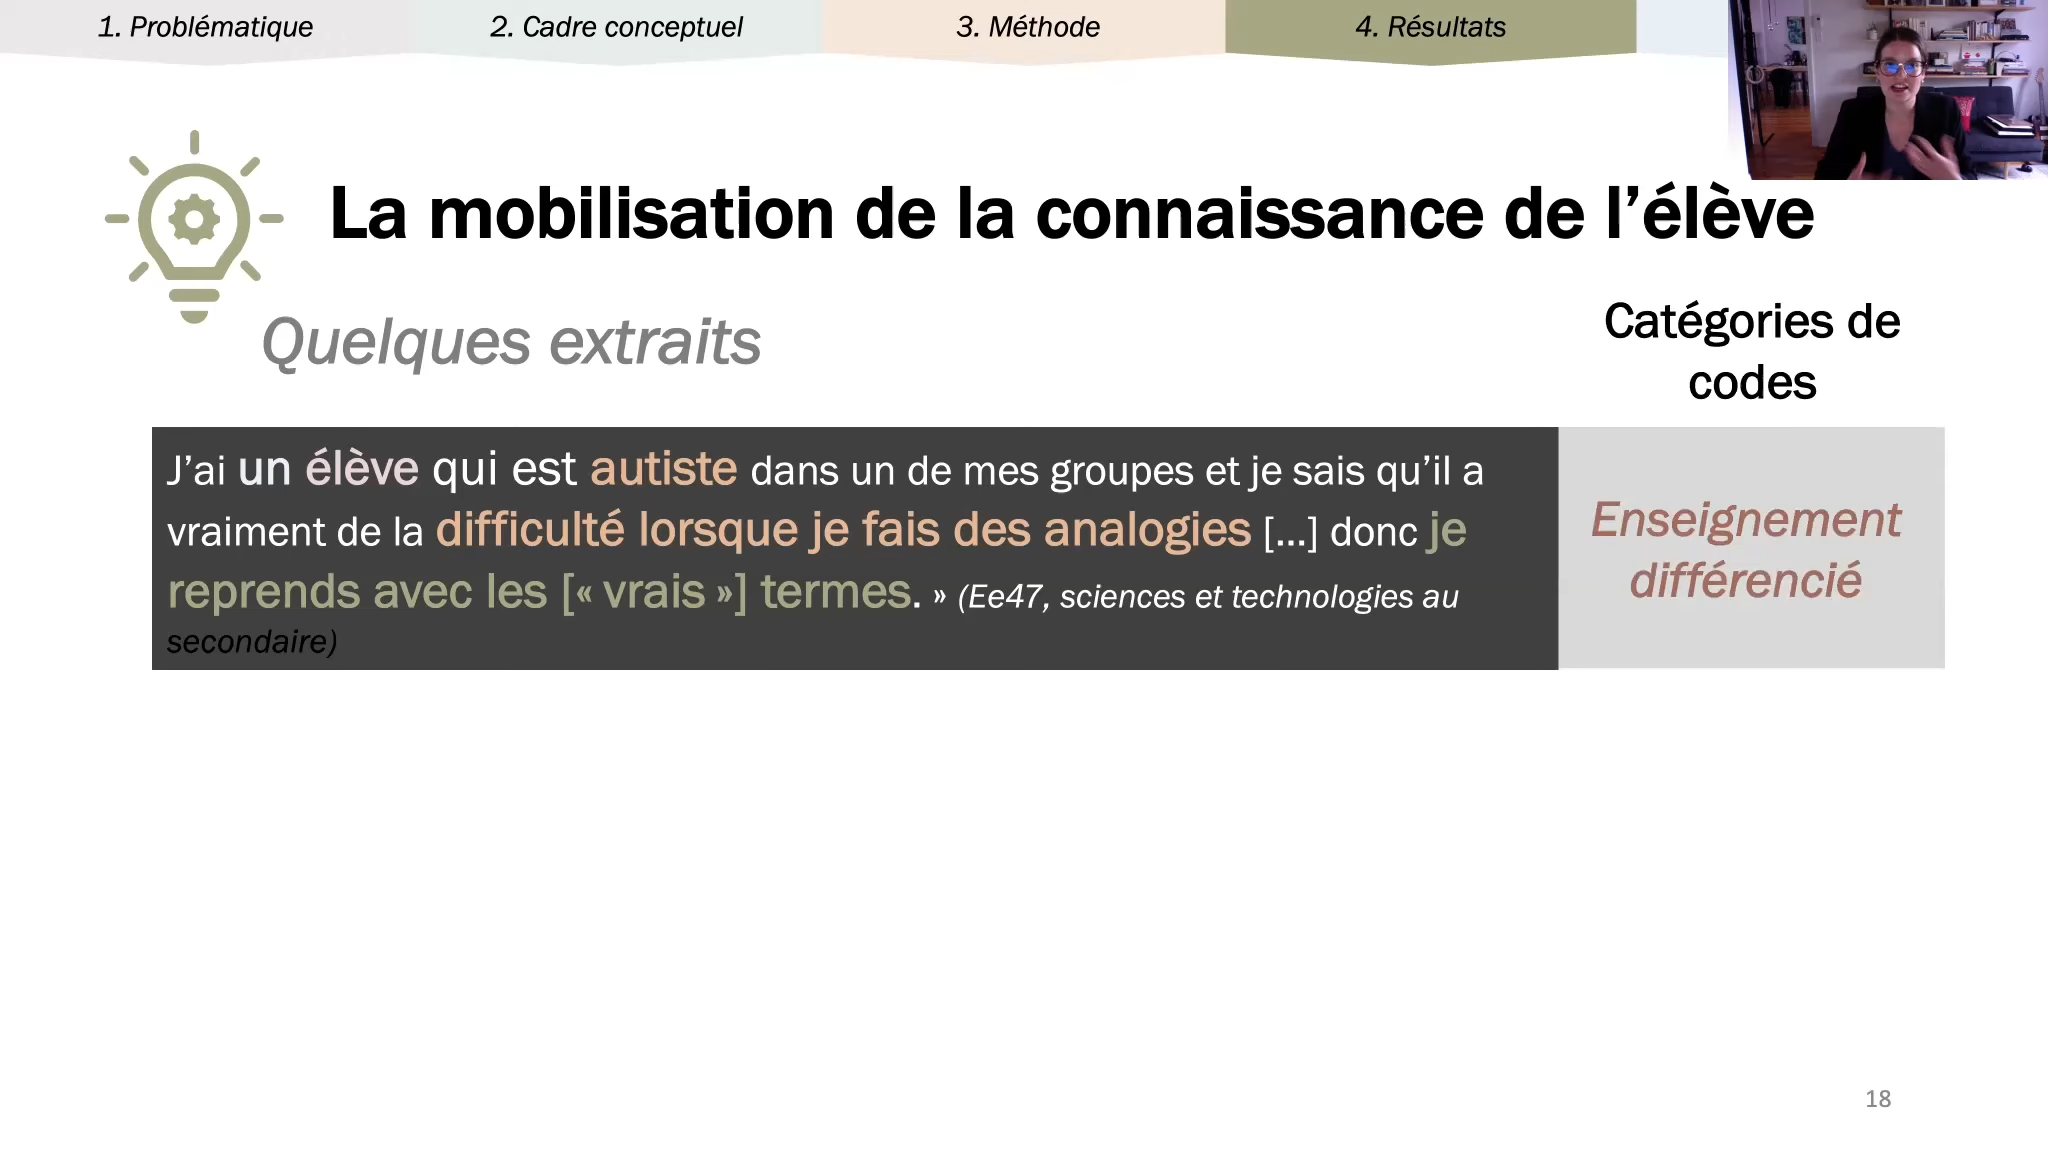 1. Problématique
2. Cadre conceptuel
3. Méthode
4. Résultats
La mobilisation de la connaissance de l’élève
Quelques extraits
Catégories de
codes
J’ai un élève qui est autiste dans un de mes groupes et je sais qu’il a
vraiment de la difficulté lorsque je fais des analogies [...] donc je
reprends avec les [« vrais »] termes. » (Ee47, sciences et technologies au
secondaire)
Enseignement
différencié
18